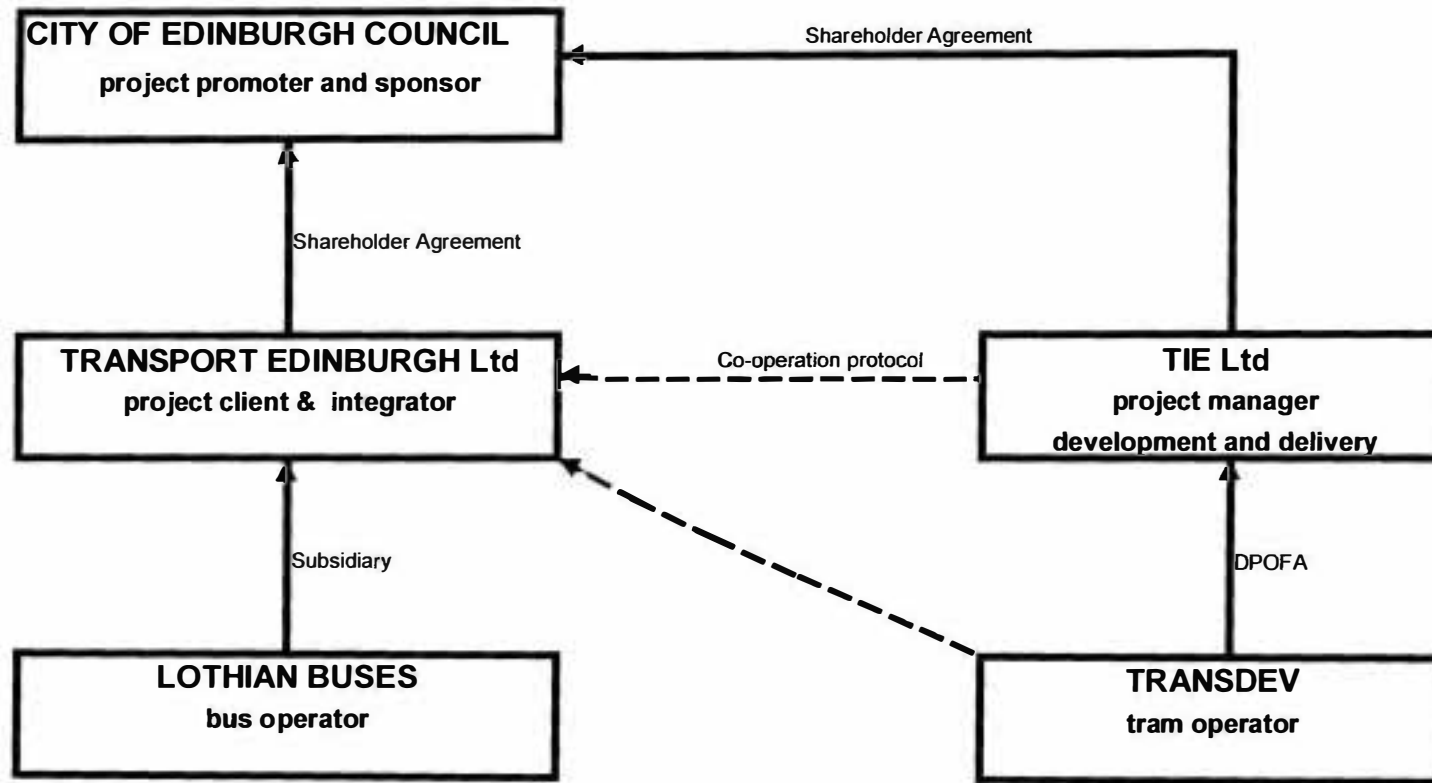 CITY OF EDINBURGH COUNCIL
project promoter and sponsor
Shareholder Agreement
Shareholder Agreement
TRANSPORT EDINBURGH Ltd
project client & integrator
Co-operation protocol
TIE Ltd
project manager
development and delivery
Subsidiary
DPOFA
LOTHIAN BUSES
bus operator
TRANSDEV
tram operator